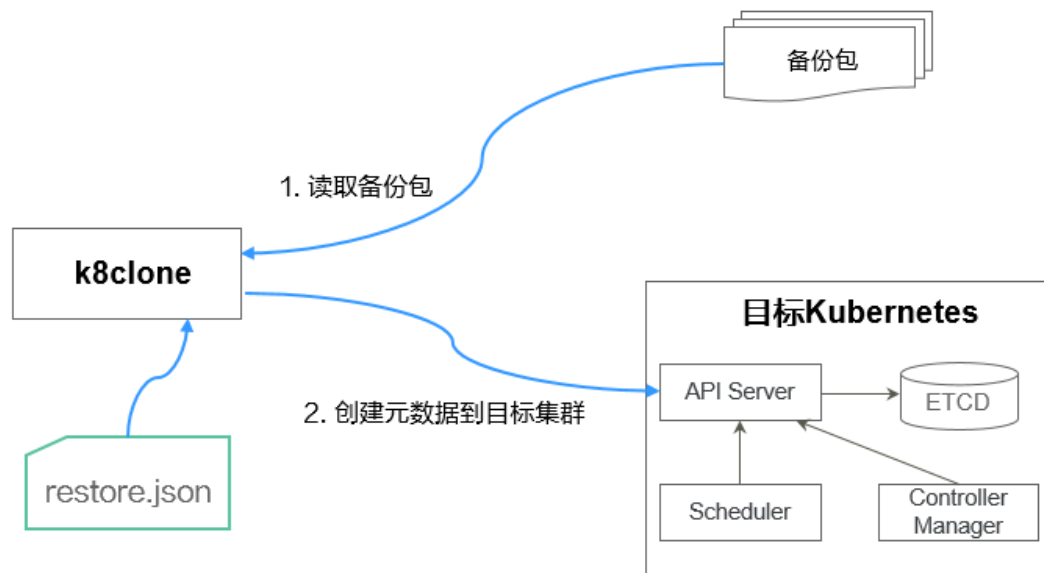 备份包
1. 读取备份包
k8clone
目标Kubernetes
API Server
ETCD
2. 创建元数据到目标集群
restore.json
Scheduler
Controller
Manager